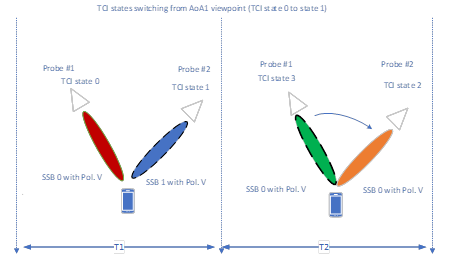 TCI states switching from AoA1 viewpoint (TCI state 0 to state 1)
Probe #1
TCI state 0
Probe #2
TCI state 1
SSB 0 with Pol. V
SSB 1 with Pol. V
Probe #1
TCI state 3
Probe #2
TCI state 2
SSB 0 with Pol. V
SSB 0 with Pol. V
T1
T2